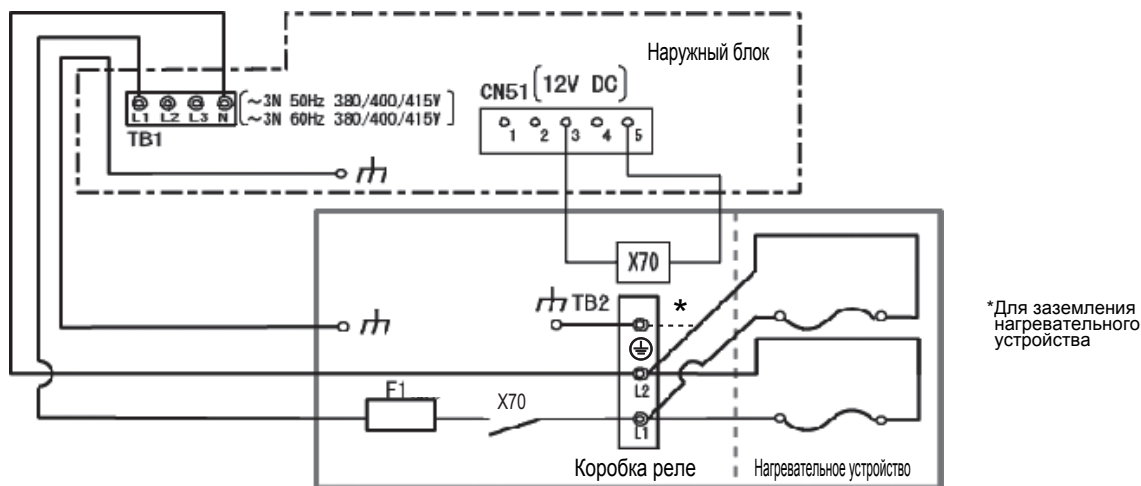 Наружный блок
CN51 (12V DC)
1 2 3 4 5
L1 L2 L3 N
~3N 50Hz 380/400/415V
~3N 60Hz 380/400/415V
TB1
X70
TB2
*
*Для заземления
нагревательного
устройства
L2
F1
X70
L1
Коробка реле
Нагревательное устройство